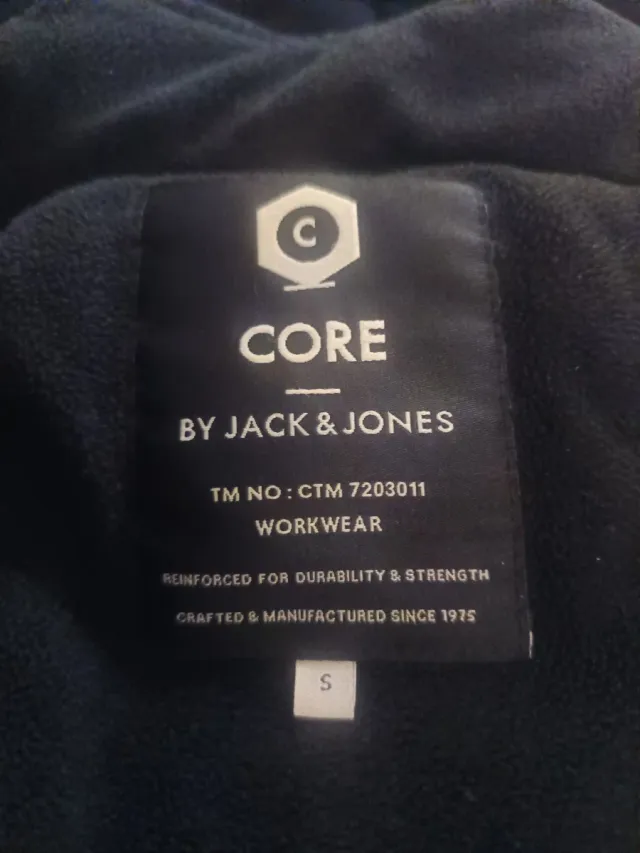 C
CORE
BY JACK & JONES
TM NO : CTM 7203011
WORKWEAR
REINFORCED FOR DURABILITY & STRENGTH
CRAFTED & MANUFACTURED SINCE 1975
S